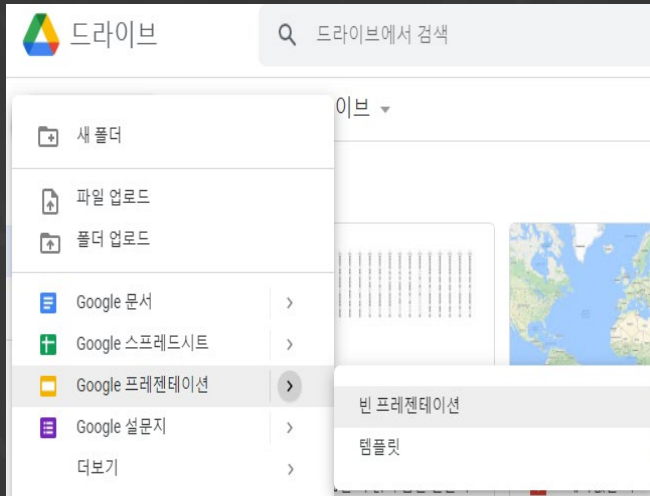 드라이브
드라이브에서 검색
이브
새 폴더
파일 업로드
폴더 업로드
Google 문서
Google 스프레드시트
Google 프레젠테이션
빈 프레젠테이션
Google 설문지
템플릿
더보기